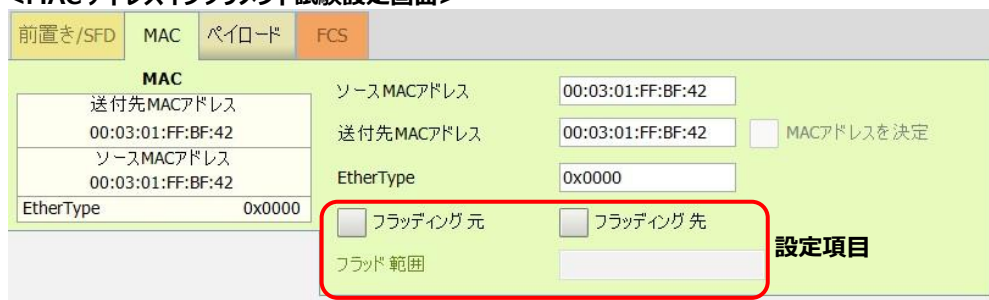 <MACアドレスインクリメント試験設定画面>
前置き/SFD MAC ペイロード FCS
MAC
送付先MACアドレス
00:03:01:FF:BF:42
ソースMACアドレス
00:03:01:FF:BF:42
EtherType 0x0000
ソースMACアドレス 00:03:01:FF:BF:42
送付先MACアドレス 00:03:01:FF:BF:42 MACアドレスを決定
EtherType 0x0000
フラッディング 元 フラッディング 先
フラッド 範囲
設定項目